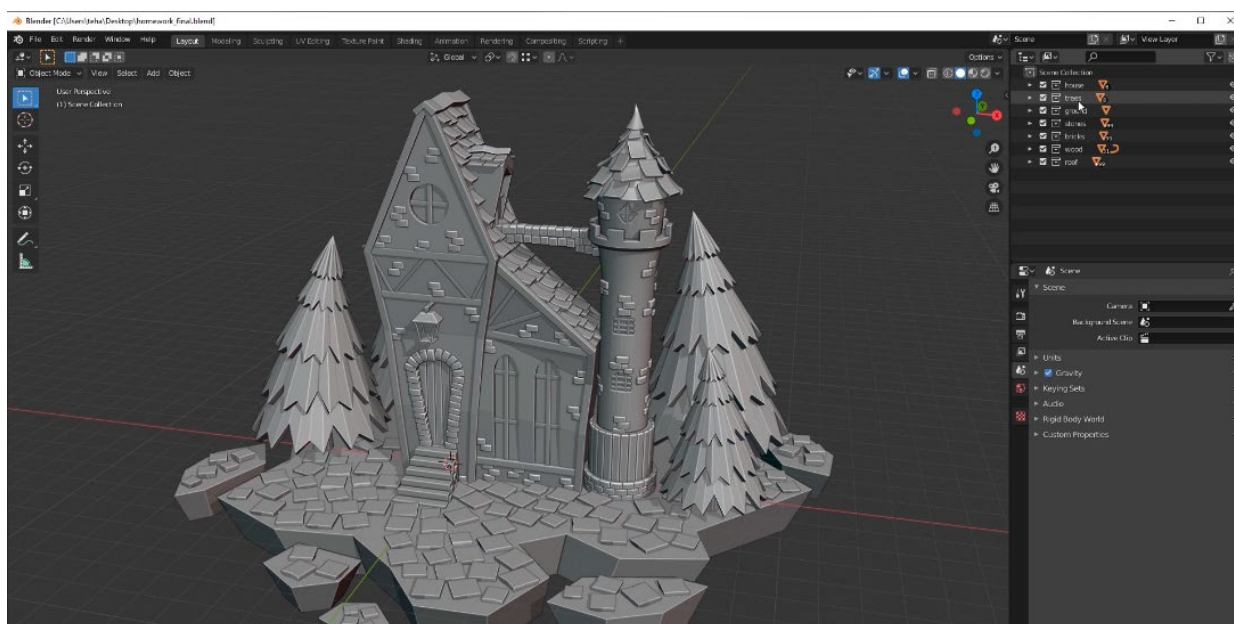 Blender [C:\Users\teha\Desktop\homework_final.blend]
File Edit Render Window Help Layout Modeling Sculpting UV Editing Texture Paint Shading Animation Rendering Compositing Scripting + Scene View Layer
Global Options
Object Mode View Select Add Object
User Perspective
(1) Scene Collection
Scene Collection
house
trees
ground
stones
bricks
wood
roof
Scene
Scene
Camera
Background Scene
Active Clip
Units
Gravity
Keying Sets
Audio
Rigid Body World
Custom Properties
X